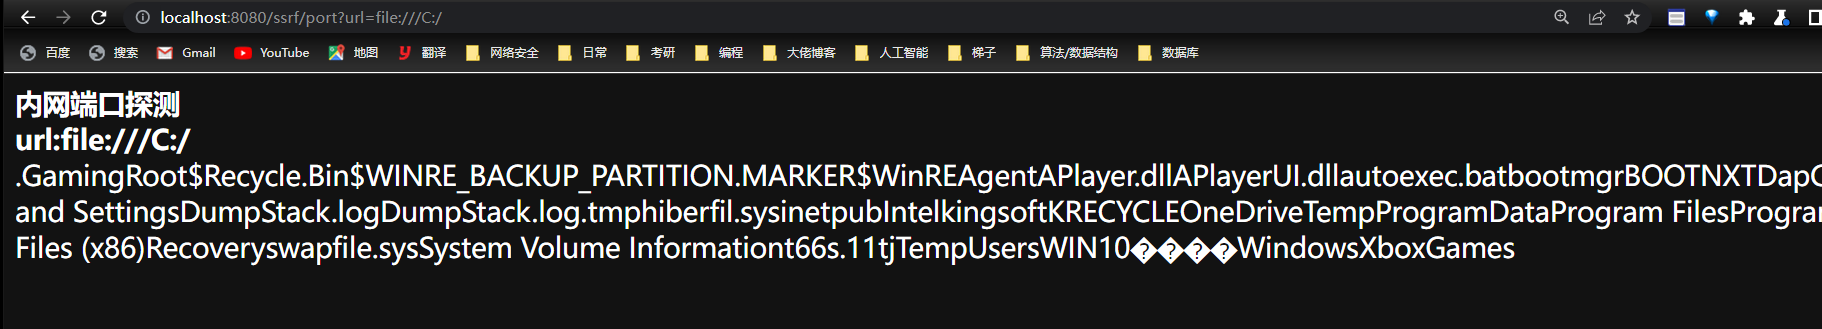 localhost:8080/ssrf/port?url=file:///C:/
百度 搜索 Gmail YouTube 地图 翻译 网络安全 日常 考研 编程 大佬博客 人工智能 梯子 算法/数据结构 数据库
内网端口探测
url:file:///C:/
.GamingRoot$Recycle.Bin$WINRE_BACKUP_PARTITION.MARKER$WinREAgentAPlayer.dllAPlayerUI.dllautoexec.batbootmgrBOOTNXTDap
and SettingsDumpStack.logDumpStack.log.tmphiberfil.sysinetpubIntelkingsoftKRECYCLEOneDriveTempProgramDataProgram FilesProgra
Files (x86)Recoveryswapfile.sysSystem Volume Informationt66s.11tjTempUsersWIN10����WindowsXboxGames